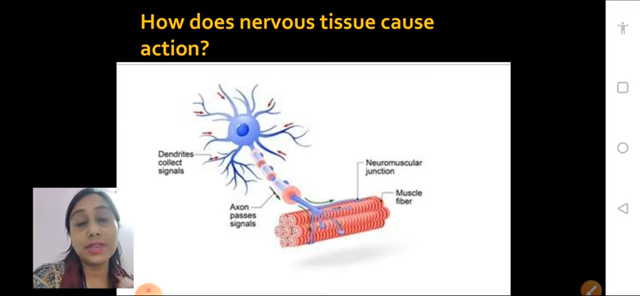 How does nervous tissue cause
action?
Dendrites
collect
signals
Neuromuscular
junction
Muscle
fiber
Axon
passes
signals